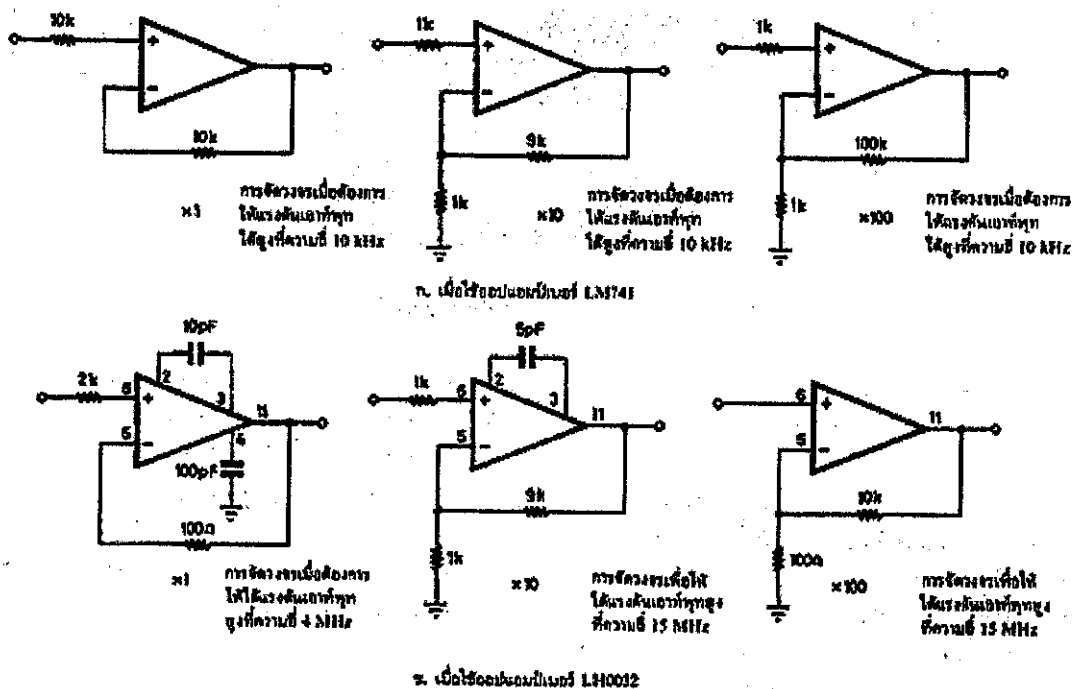 10k
+
−
10k
×1
การจัดวงจรเมื่อต้องการ
ให้แรงดันเอาท์พุท
ได้สูงที่ความถี่ 10 kHz
1k
+
−
9k
1k
×10
การจัดวงจรเมื่อต้องการ
ให้แรงดันเอาท์พุท
ได้สูงที่ความถี่ 10 kHz
1k
+
−
100k
1k
×100
การจัดวงจรเมื่อต้องการ
ให้แรงดันเอาท์พุท
ได้สูงที่ความถี่ 10 kHz
ก. เมื่อใช้ออปแอมป์เบอร์ LM741
10pF
2k
6
2
+
3
11
5
−
4
100pF
100Ω
×1
การจัดวงจรเมื่อต้องการ
ให้ได้แรงดันเอาท์พุท
สูงที่ความถี่ 4 MHz
5pF
1k
6
2
+
3
11
5
−
9k
1k
×10
การจัดวงจรเพื่อให้
ได้แรงดันเอาท์พุทสูง
ที่ความถี่ 15 MHz
6
+
11
5
−
10k
100Ω
×100
การจัดวงจรเพื่อให้
ได้แรงดันเอาท์พุทสูง
ที่ความถี่ 15 MHz
ข. เมื่อใช้ออปแอมป์เบอร์ LH0032